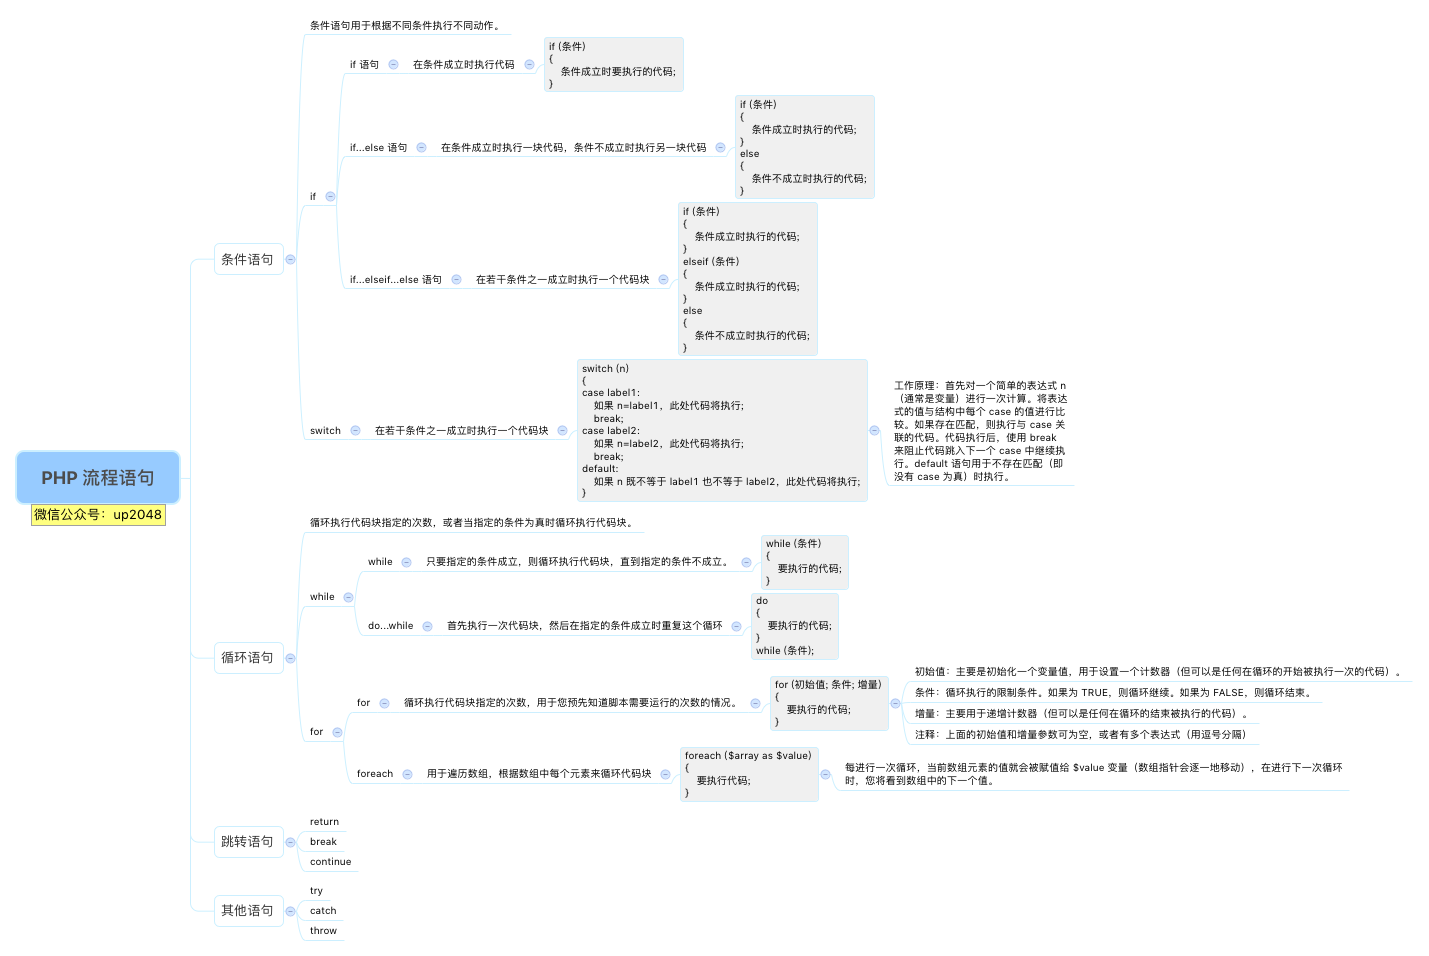 PHP 流程语句
微信公众号：up2048
条件语句
条件语句用于根据不同条件执行不同动作。
if
if 语句
在条件成立时执行代码
if (条件)
{
条件成立时要执行的代码;
}
if...else 语句
在条件成立时执行一块代码，条件不成立时执行另一块代码
if (条件)
{
条件成立时执行的代码;
}
else
{
条件不成立时执行的代码;
}
if...elseif...else 语句
在若干条件之一成立时执行一个代码块
if (条件)
{
条件成立时执行的代码;
}
elseif (条件)
{
条件成立时执行的代码;
}
else
{
条件不成立时执行的代码;
}
switch
在若干条件之一成立时执行一个代码块
switch (n)
{
case label1:
如果 n=label1，此处代码将执行;
break;
case label2:
如果 n=label2，此处代码将执行;
break;
default:
如果 n 既不等于 label1 也不等于 label2，此处代码将执行;
}
工作原理：首先对一个简单的表达式 n
（通常是变量）进行一次计算。将表达
式的值与结构中每个 case 的值进行比
较。如果存在匹配，则执行与 case 关
联的代码。代码执行后，使用 break
来阻止代码跳入下一个 case 中继续执
行。default 语句用于不存在匹配（即
没有 case 为真）时执行。
循环语句
循环执行代码块指定的次数，或者当指定的条件为真时循环执行代码块。
while
while
只要指定的条件成立，则循环执行代码块，直到指定的条件不成立。
while (条件)
{
要执行的代码;
}
do...while
首先执行一次代码块，然后在指定的条件成立时重复这个循环
do
{
要执行的代码;
}
while (条件);
for
for
循环执行代码块指定的次数，用于您预先知道脚本需要运行的次数的情况。
for (初始值; 条件; 增量)
{
要执行的代码;
}
初始值：主要是初始化一个变量值，用于设置一个计数器（但可以是任何在循环的开始被执行一次的代码）。
条件：循环执行的限制条件。如果为 TRUE，则循环继续。如果为 FALSE，则循环结束。
增量：主要用于递增计数器（但可以是任何在循环的结束被执行的代码）。
注释：上面的初始值和增量参数可为空，或者有多个表达式（用逗号分隔）
foreach
用于遍历数组，根据数组中每个元素来循环代码块
foreach ($array as $value)
{
要执行代码;
}
每进行一次循环，当前数组元素的值就会被赋值给 $value 变量（数组指针会逐一地移动），在进行下一次循环
时，您将看到数组中的下一个值。
跳转语句
return
break
continue
其他语句
try
catch
throw